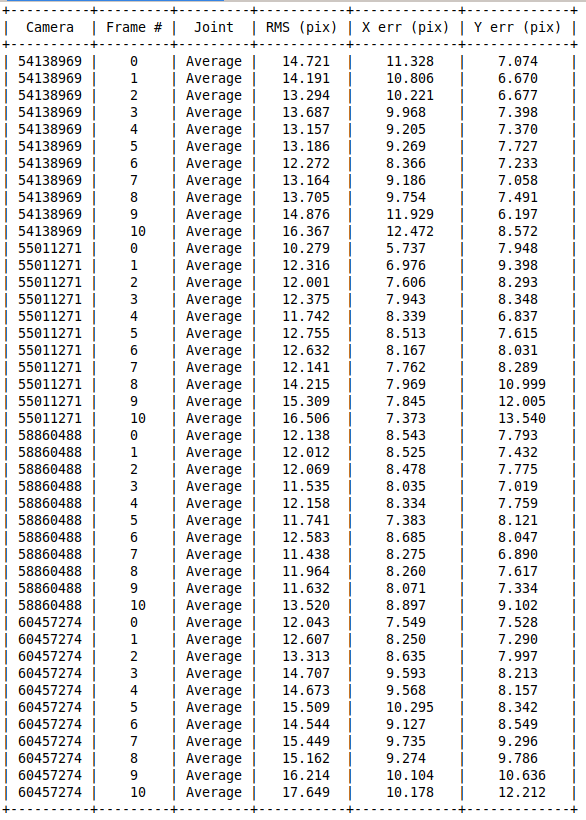 +----------+---------+---------+-----------+-------------+-------------+
| Camera | Frame # | Joint | RMS (pix) | X err (pix) | Y err (pix) |
+----------+---------+---------+-----------+-------------+-------------+
| 54138969 | 0 | Average | 14.721 | 11.328 | 7.074 |
| 54138969 | 1 | Average | 14.191 | 10.806 | 6.670 |
| 54138969 | 2 | Average | 13.294 | 10.221 | 6.677 |
| 54138969 | 3 | Average | 13.687 | 9.968 | 7.398 |
| 54138969 | 4 | Average | 13.157 | 9.205 | 7.370 |
| 54138969 | 5 | Average | 13.186 | 9.269 | 7.727 |
| 54138969 | 6 | Average | 12.272 | 8.366 | 7.233 |
| 54138969 | 7 | Average | 13.164 | 9.186 | 7.058 |
| 54138969 | 8 | Average | 13.705 | 9.754 | 7.491 |
| 54138969 | 9 | Average | 14.876 | 11.929 | 6.197 |
| 54138969 | 10 | Average | 16.367 | 12.472 | 8.572 |
| 55011271 | 0 | Average | 10.279 | 5.737 | 7.948 |
| 55011271 | 1 | Average | 12.316 | 6.976 | 9.398 |
| 55011271 | 2 | Average | 12.001 | 7.606 | 8.293 |
| 55011271 | 3 | Average | 12.375 | 7.943 | 8.348 |
| 55011271 | 4 | Average | 11.742 | 8.339 | 6.837 |
| 55011271 | 5 | Average | 12.755 | 8.513 | 7.615 |
| 55011271 | 6 | Average | 12.632 | 8.167 | 8.031 |
| 55011271 | 7 | Average | 12.141 | 7.762 | 8.289 |
| 55011271 | 8 | Average | 14.215 | 7.969 | 10.999 |
| 55011271 | 9 | Average | 15.309 | 7.845 | 12.005 |
| 55011271 | 10 | Average | 16.506 | 7.373 | 13.540 |
| 58860488 | 0 | Average | 12.138 | 8.543 | 7.793 |
| 58860488 | 1 | Average | 12.012 | 8.525 | 7.432 |
| 58860488 | 2 | Average | 12.069 | 8.478 | 7.775 |
| 58860488 | 3 | Average | 11.535 | 8.035 | 7.019 |
| 58860488 | 4 | Average | 12.158 | 8.334 | 7.759 |
| 58860488 | 5 | Average | 11.741 | 7.383 | 8.121 |
| 58860488 | 6 | Average | 12.583 | 8.685 | 8.047 |
| 58860488 | 7 | Average | 11.438 | 8.275 | 6.890 |
| 58860488 | 8 | Average | 11.964 | 8.260 | 7.617 |
| 58860488 | 9 | Average | 11.632 | 8.071 | 7.334 |
| 58860488 | 10 | Average | 13.520 | 8.897 | 9.102 |
| 60457274 | 0 | Average | 12.043 | 7.549 | 7.528 |
| 60457274 | 1 | Average | 12.607 | 8.250 | 7.290 |
| 60457274 | 2 | Average | 13.313 | 8.635 | 7.997 |
| 60457274 | 3 | Average | 14.707 | 9.593 | 8.213 |
| 60457274 | 4 | Average | 14.673 | 9.568 | 8.157 |
| 60457274 | 5 | Average | 15.509 | 10.295 | 8.342 |
| 60457274 | 6 | Average | 14.544 | 9.127 | 8.549 |
| 60457274 | 7 | Average | 15.449 | 9.735 | 9.296 |
| 60457274 | 8 | Average | 15.162 | 9.274 | 9.786 |
| 60457274 | 9 | Average | 16.214 | 10.104 | 10.636 |
| 60457274 | 10 | Average | 17.649 | 10.178 | 12.212 |
+----------+---------+---------+-----------+-------------+-------------+